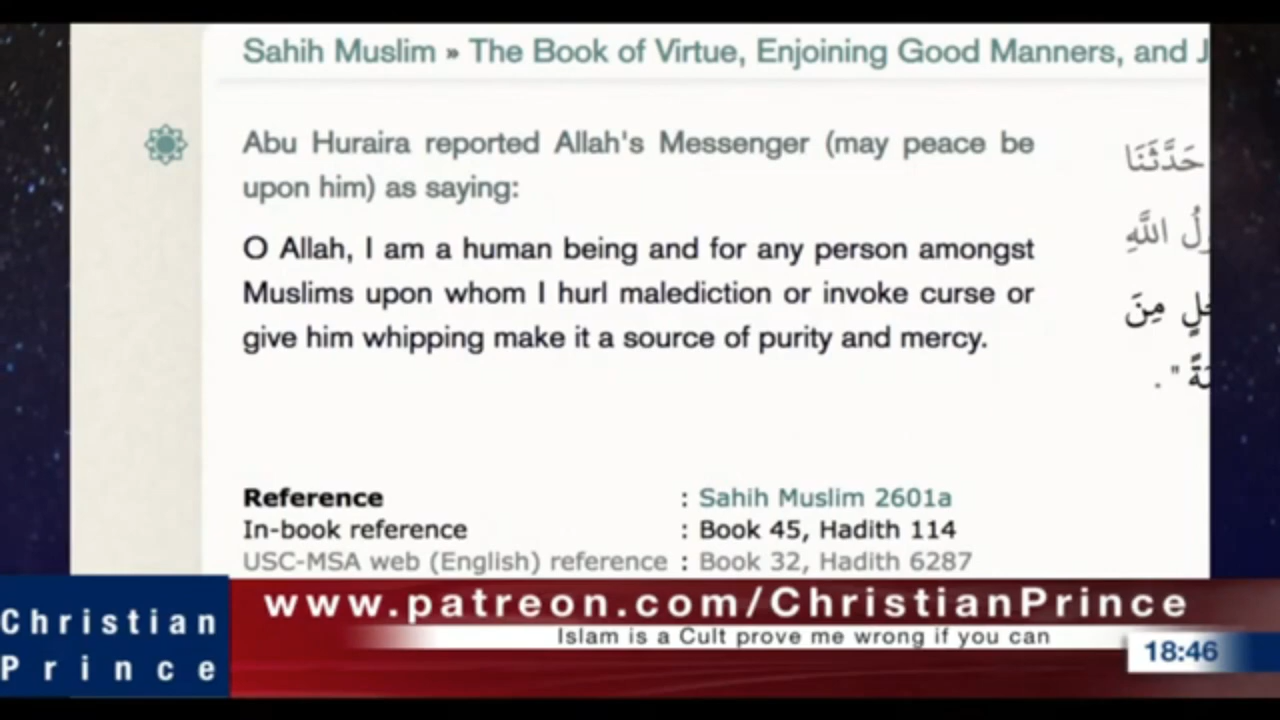 Sahih Muslim » The Book of Virtue, Enjoining Good Manners, and J
Abu Huraira reported Allah's Messenger (may peace be
upon him) as saying:
O Allah, I am a human being and for any person amongst
Muslims upon whom I hurl malediction or invoke curse or
give him whipping make it a source of purity and mercy.
حَدَّثَنَا
اللَّهِ
مِنَ
Reference : Sahih Muslim 2601a
In-book reference : Book 45, Hadith 114
USC-MSA web (English) reference : Book 32, Hadith 6287
www.patreon.com/ChristianPrince
Islam is a Cult prove me wrong if you can
Christian
Prince
18:46